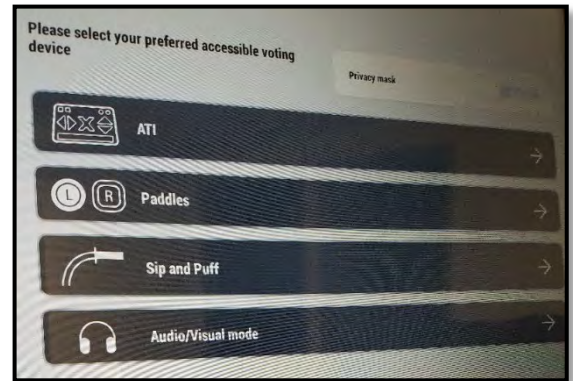 Please select your preferred accessible voting
device
Privacy mask
ATI
L R Paddles
Sip and Puff
Audio/Visual mode